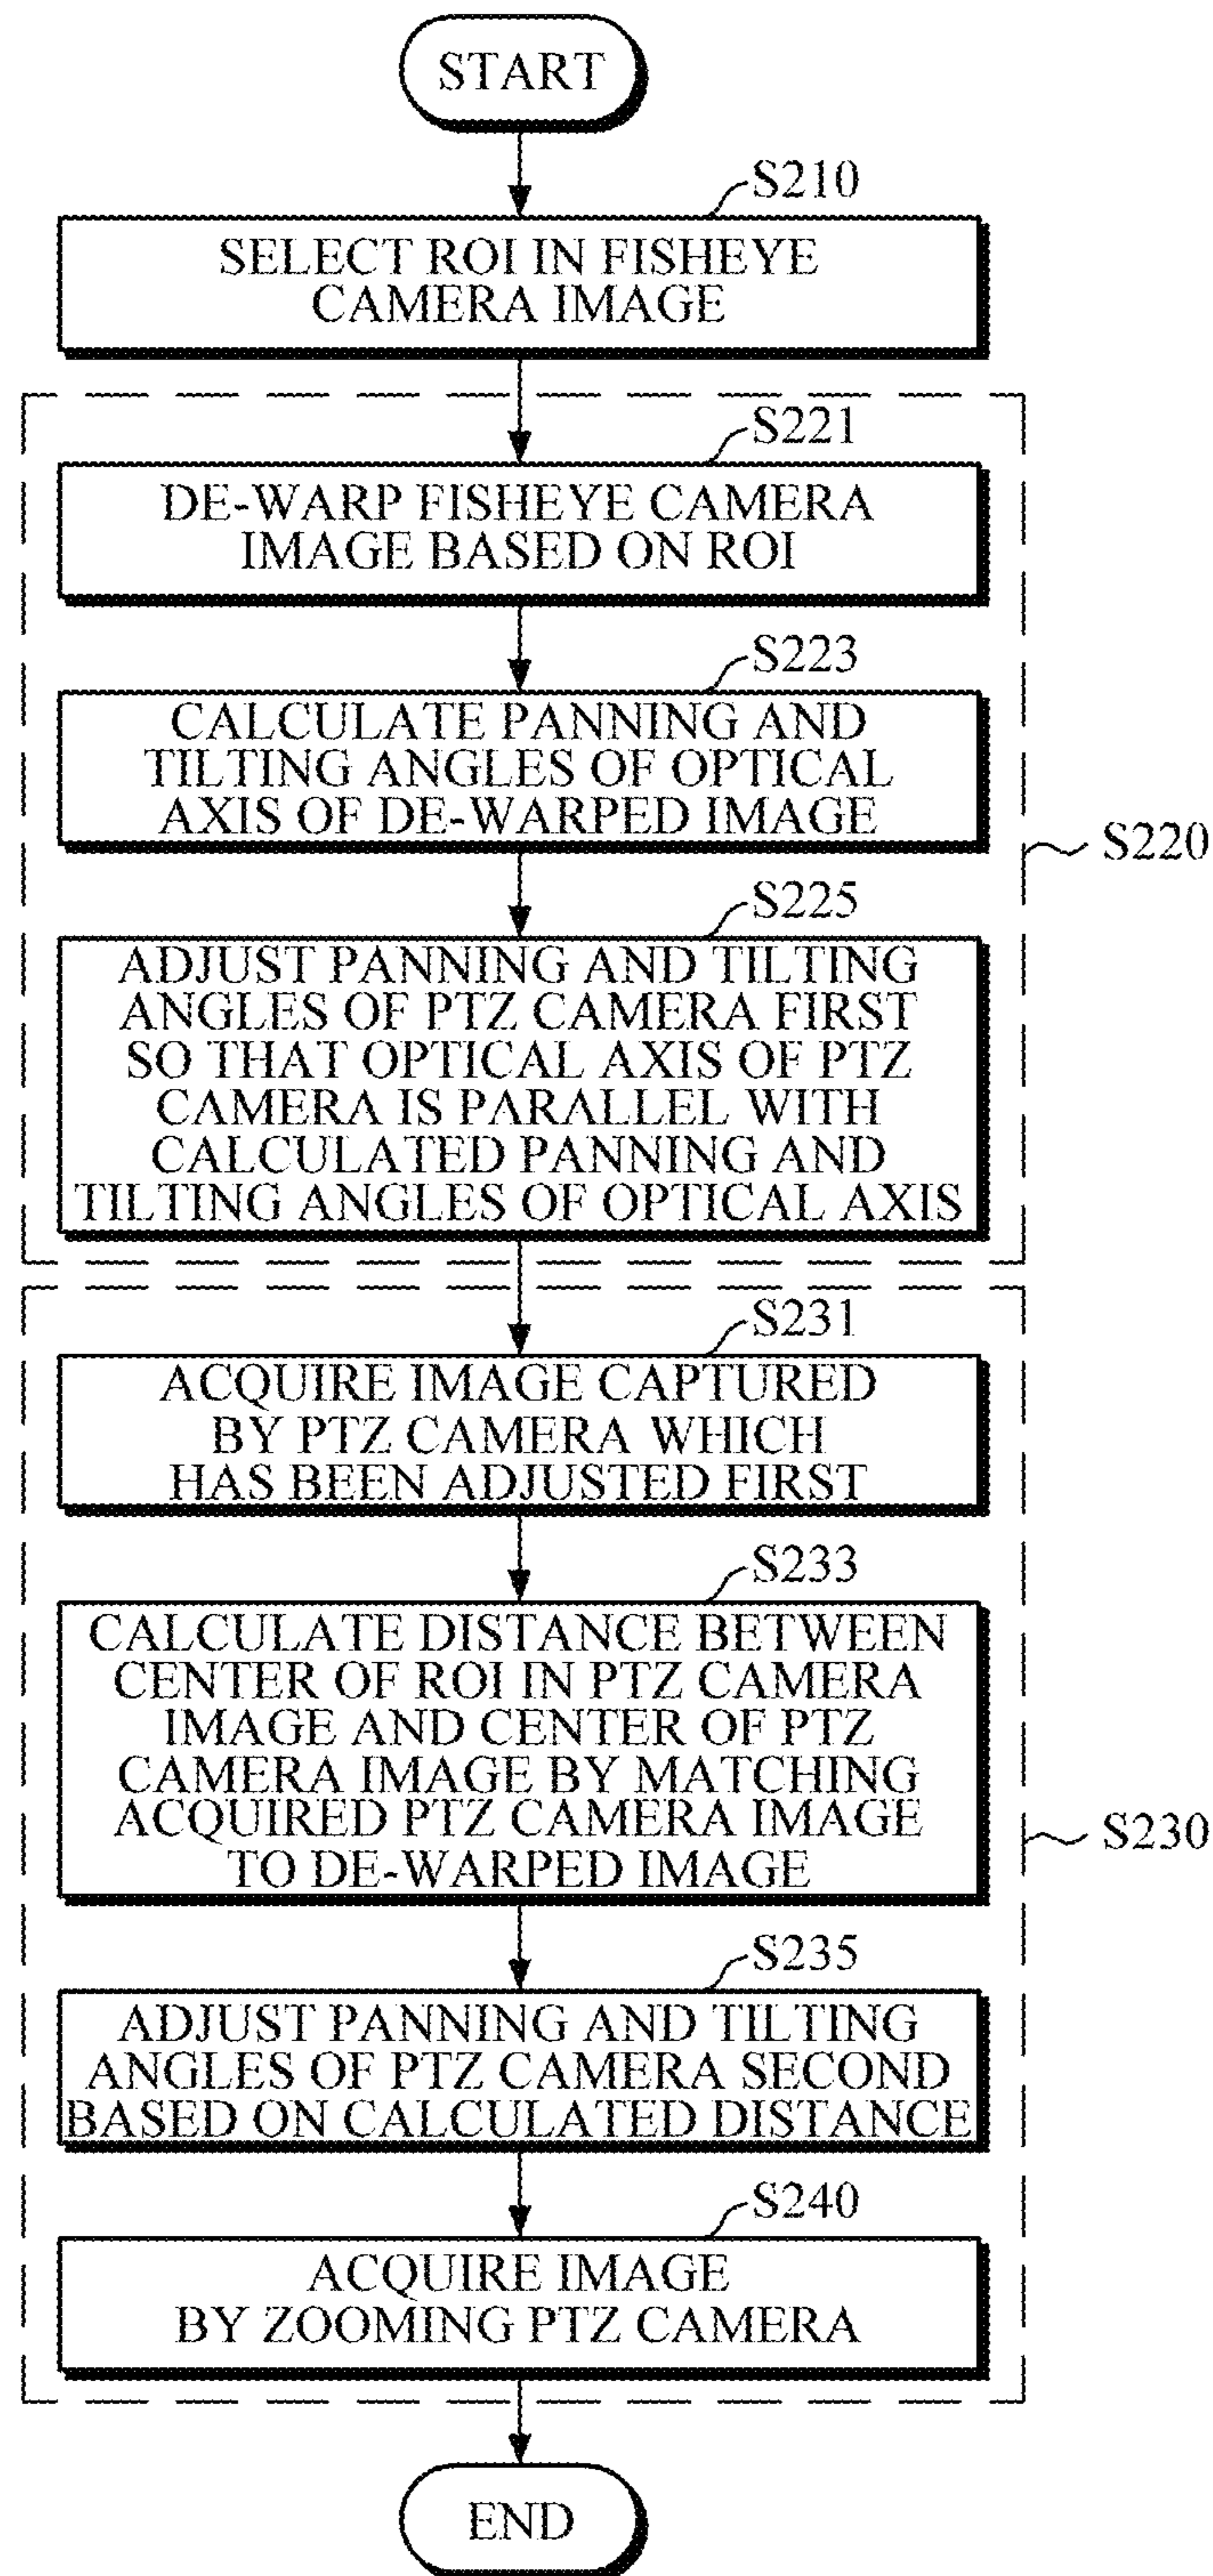 START
S210
SELECT ROI IN FISHEYE
CAMERA IMAGE
S221
DE-WARP FISHEYE CAMERA
IMAGE BASED ON ROI
S223
CALCULATE PANNING AND
TILTING ANGLES OF OPTICAL
AXIS OF DE-WARPED IMAGE
S220
S225
ADJUST PANNING AND TILTING
ANGLES OF PTZ CAMERA FIRST
SO THAT OPTICAL AXIS OF PTZ
CAMERA IS PARALLEL WITH
CALCULATED PANNING AND
TILTING ANGLES OF OPTICAL AXIS
S231
ACQUIRE IMAGE CAPTURED
BY PTZ CAMERA WHICH
HAS BEEN ADJUSTED FIRST
S233
CALCULATE DISTANCE BETWEEN
CENTER OF ROI IN PTZ CAMERA
IMAGE AND CENTER OF PTZ
CAMERA IMAGE BY MATCHING
ACQUIRED PTZ CAMERA IMAGE
TO DE-WARPED IMAGE
S230
S235
ADJUST PANNING AND TILTING
ANGLES OF PTZ CAMERA SECOND
BASED ON CALCULATED DISTANCE
S240
ACQUIRE IMAGE
BY ZOOMING PTZ CAMERA
END